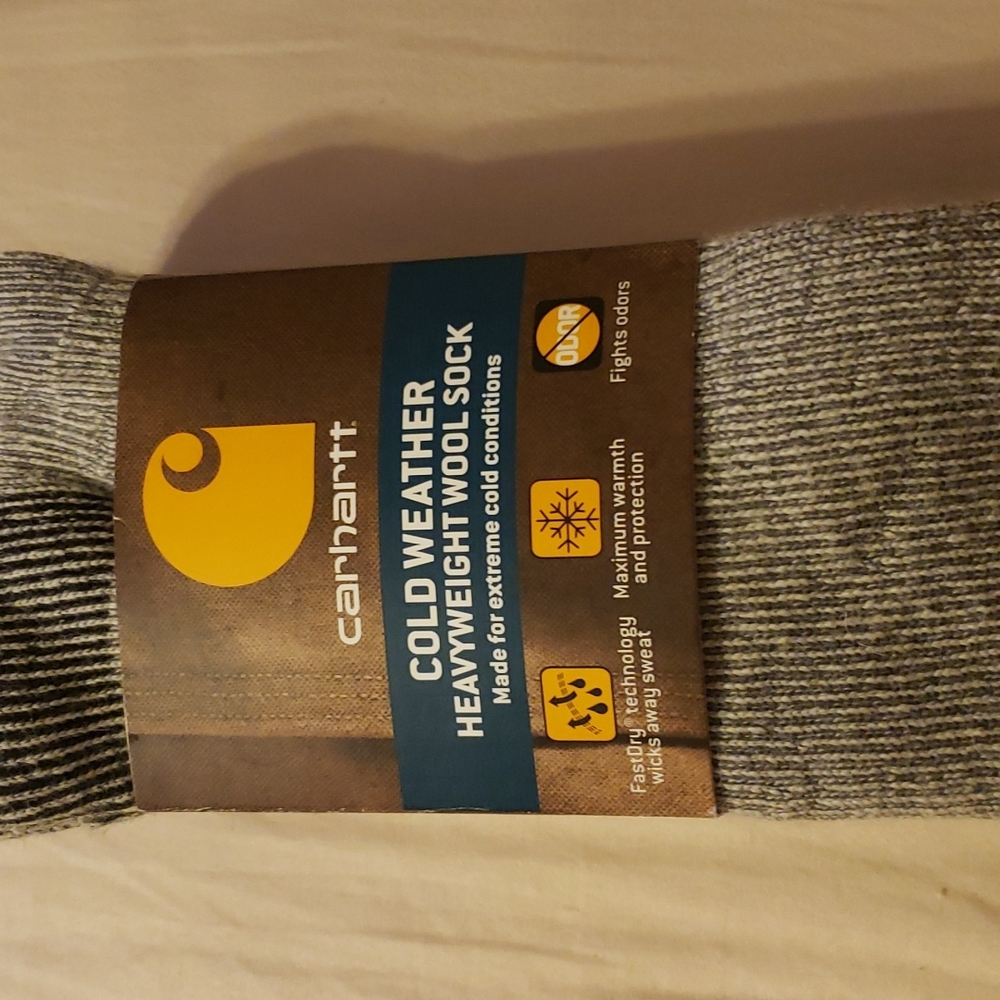 carhartt
COLD WEATHER
HEAVYWEIGHT WOOL SOCK
Made for extreme cold conditions
FastDry® technology
wicks away sweat
Maximum warmth
and protection
ODOR
Fights odors